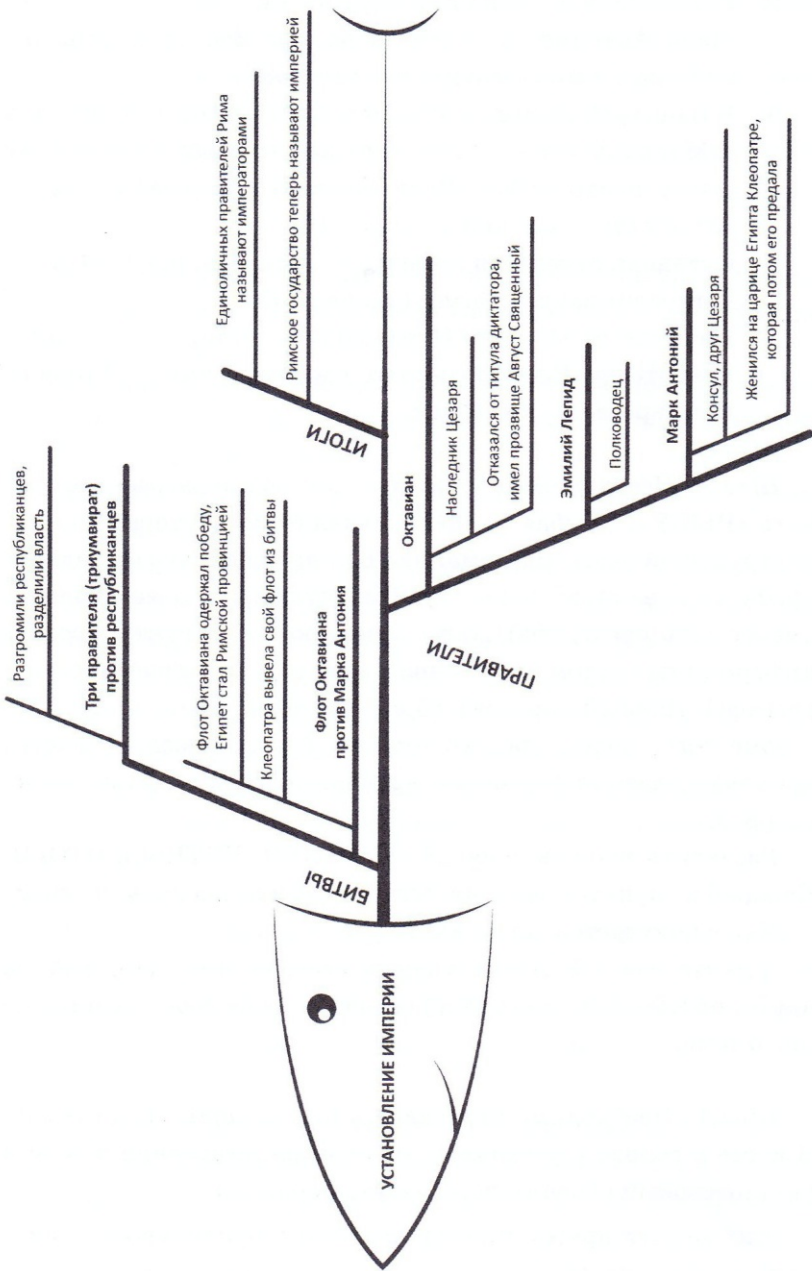 УСТАНОВЛЕНИЕ ИМПЕРИИ
БИТВЫ
Разгромили республиканцев,
разделили власть
Три правителя (триумвират)
против республиканцев
Флот Октавиана одержал победу,
Египет стал Римской провинцией
Клеопатра вывела свой флот из битвы
Флот Октавиана
против Марка Антония
ИТОГИ
Единоличных правителей Рима
называют императорами
Римское государство теперь называют империей
ПРАВИТЕЛИ
Октавиан
Наследник Цезаря
Отказался от титула диктатора,
имел прозвище Август Священный
Эмилий Лепид
Полководец
Марк Антоний
Консул, друг Цезаря
Женился на царице Египта Клеопатре,
которая потом его предала